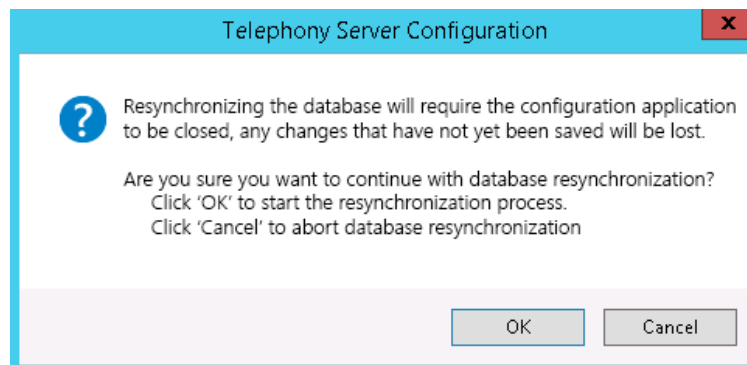 Telephony Server Configuration
x
?
Resynchronizing the database will require the configuration application
to be closed, any changes that have not yet been saved will be lost.
Are you sure you want to continue with database resynchronization?
Click 'OK' to start the resynchronization process.
Click 'Cancel' to abort database resynchronization
OK
Cancel